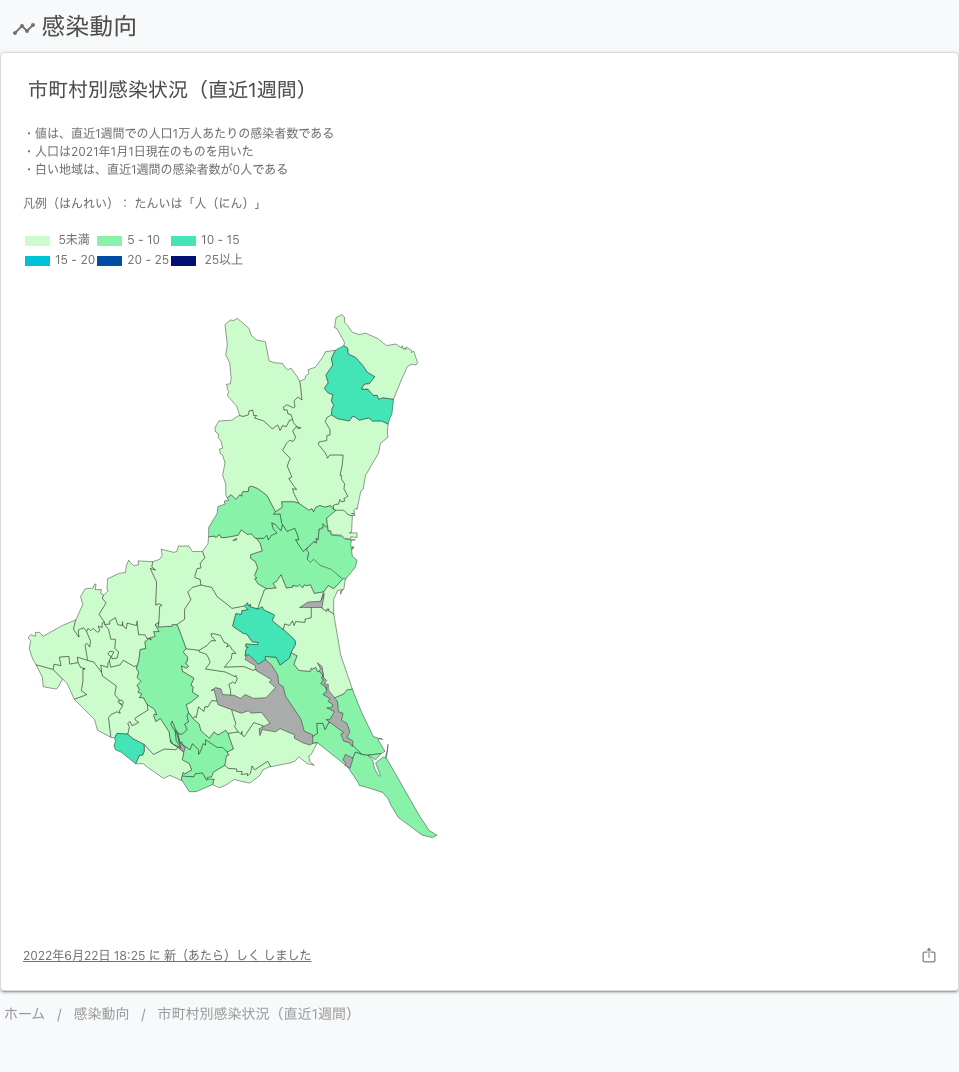 感染動向
市町村別感染状況（直近1週間）
・値は、直近1週間での人口1万人あたりの感染者数である
・人口は2021年1月1日現在のものを用いた
・白い地域は、直近1週間の感染者数が0人である
凡例（はんれい）： たんいは「人（にん）」
5未満 5 - 10 10 - 15
15 - 20 20 - 25 25以上
2022年6月22日 18:25 に 新（あたら）しく しました
ホーム / 感染動向 / 市町村別感染状況（直近1週間）